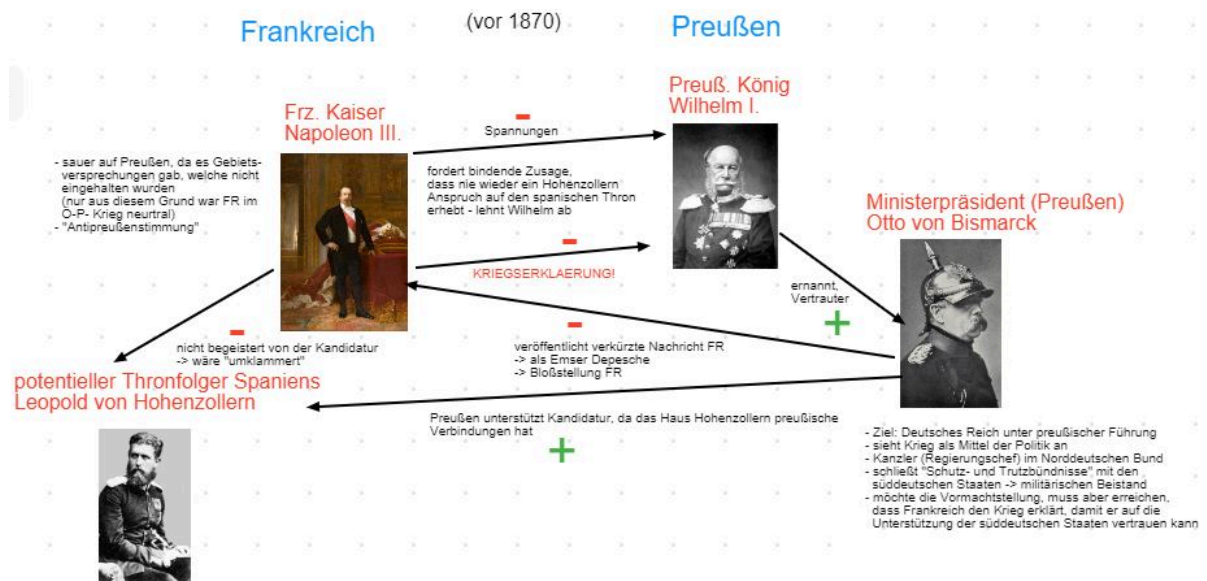 Frankreich
(vor 1870)
Preußen
Frz. Kaiser
Napoleon III.
Preuß. König
Wilhelm I.
-
Spannungen
- sauer auf Preußen, da es Gebiets-
versprechungen gab, welche nicht
eingehalten wurden
(nur aus diesem Grund war FR im
Ö-P- Krieg neurtral)
- "Antipreußenstimmung"
fordert bindende Zusage,
dass nie wieder ein Hohenzollern
Anspruch auf den spanischen Thron
erhebt - lehnt Wilhelm ab
Ministerpräsident (Preußen)
Otto von Bismarck
-
KRIEGSERKLAERUNG!
ernannt,
Vertrauter
+
-
nicht begeistert von der Kandidatur
-> wäre "umklammert"
-
veröffentlicht verkürzte Nachricht FR
-> als Emser Depesche
-> Bloßstellung FR
potentieller Thronfolger Spaniens
Leopold von Hohenzollern
Preußen unterstützt Kandidatur, da das Haus Hohenzollern preußische
Verbindungen hat
+
- Ziel: Deutsches Reich unter preußischer Führung
- sieht Krieg als Mittel der Politik an
- Kanzler (Regierungschef) im Norddeutschen Bund
- schließt "Schutz- und Trutzbündnisse" mit den
süddeutschen Staaten -> militärischen Beistand
- möchte die Vormachtstellung, muss aber erreichen,
dass Frankreich den Krieg erklärt, damit er auf die
Unterstützung der süddeutschen Staaten vertrauen kann